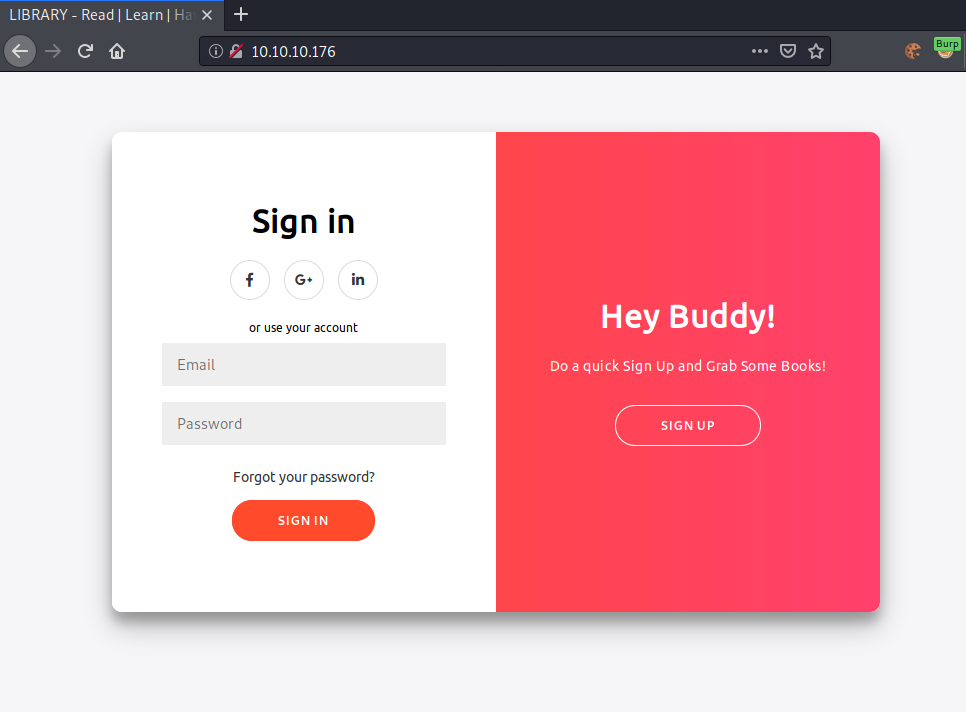 LIBRARY - Read | Learn | Ha
10.10.10.176
Burp
Sign in
f G+ in
or use your account
Email
Password
Forgot your password?
SIGN IN
Hey Buddy!
Do a quick Sign Up and Grab Some Books!
SIGN UP